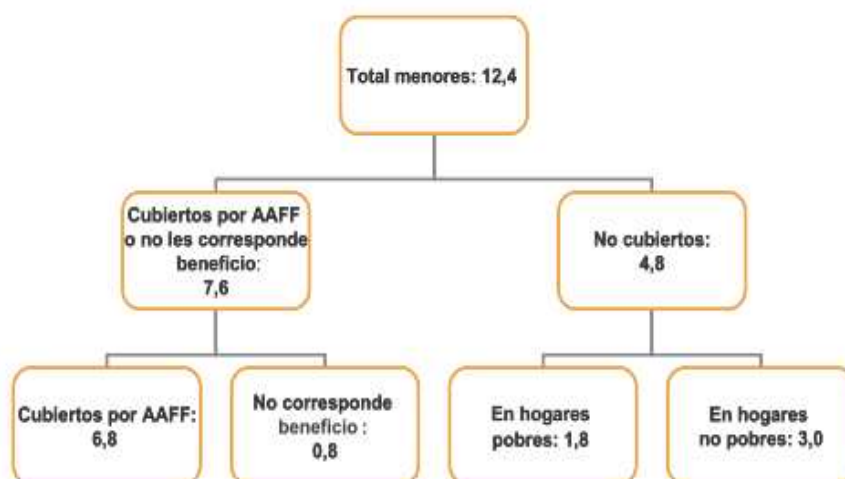 Total menores: 12,4
Cubiertos por AAFF
o no les corresponde
beneficio:
7,6
No cubiertos:
4,8
Cubiertos por AAFF:
6,8
No corresponde
beneficio :
0,8
En hogares
pobres: 1,8
En hogares
no pobres: 3,0